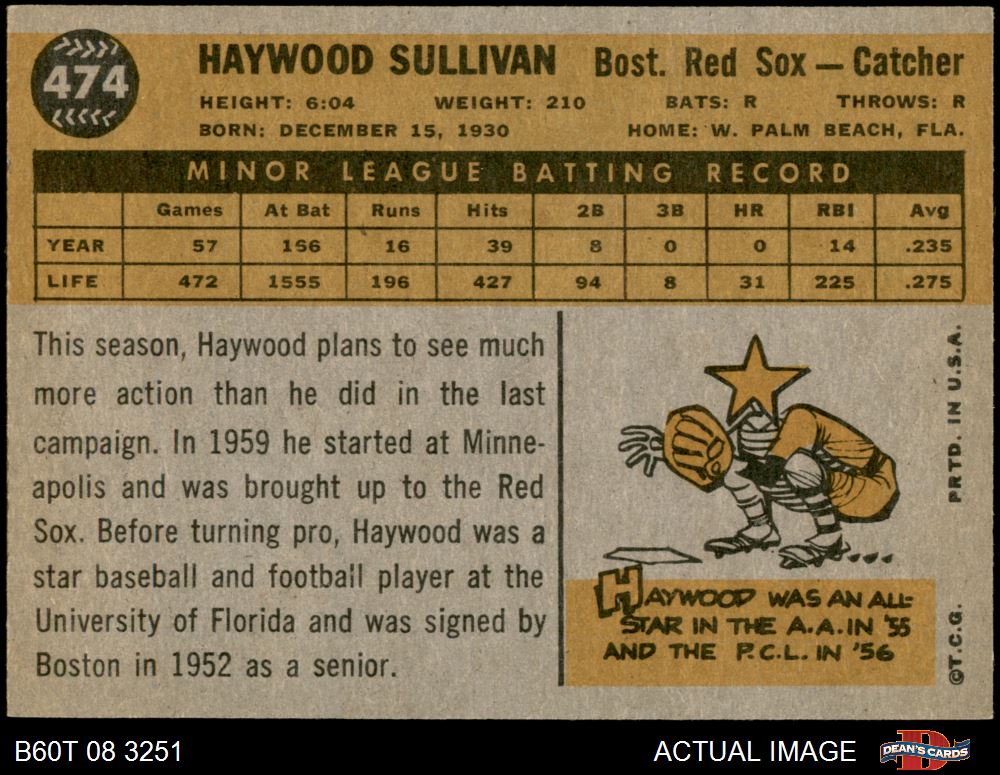 474
HAYWOOD SULLIVAN Bost. Red Sox — Catcher
HEIGHT: 6:04 WEIGHT: 210 BATS: R THROWS: R
BORN: DECEMBER 15, 1930 HOME: W. PALM BEACH, FLA.
MINOR LEAGUE BATTING RECORD
Games At Bat Runs Hits 2B 3B HR RBI Avg
YEAR 57 166 16 39 8 0 0 14 .235
LIFE 472 1555 196 427 94 8 31 225 .275
This season, Haywood plans to see much
more action than he did in the last
campaign. In 1959 he started at Minne-
apolis and was brought up to the Red
Sox. Before turning pro, Haywood was a
star baseball and football player at the
University of Florida and was signed by
Boston in 1952 as a senior.
HAYWOOD WAS AN ALL-
STAR IN THE A.A. IN '55
AND THE P.C.L. IN '56
PRTD. IN U.S.A.
©T.C.G.
B60T 08 3251 ACTUAL IMAGE DEAN'S CARDS